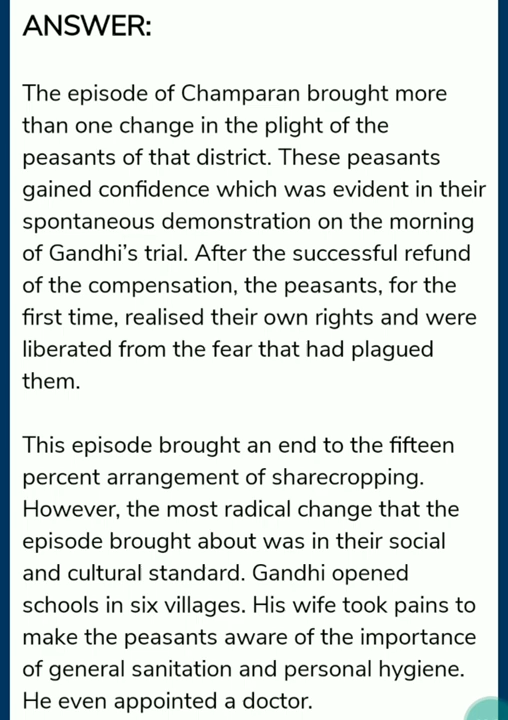 ANSWER:
The episode of Champaran brought more
than one change in the plight of the
peasants of that district. These peasants
gained confidence which was evident in their
spontaneous demonstration on the morning
of Gandhi’s trial. After the successful refund
of the compensation, the peasants, for the
first time, realised their own rights and were
liberated from the fear that had plagued
them.
This episode brought an end to the fifteen
percent arrangement of sharecropping.
However, the most radical change that the
episode brought about was in their social
and cultural standard. Gandhi opened
schools in six villages. His wife took pains to
make the peasants aware of the importance
of general sanitation and personal hygiene.
He even appointed a doctor.